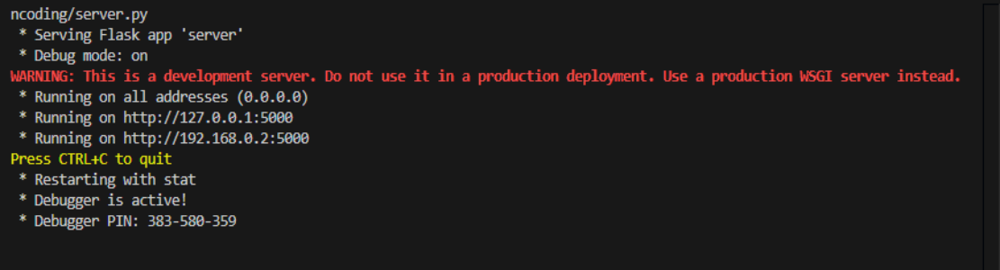 ncoding/server.py
* Serving Flask app 'server'
* Debug mode: on
WARNING: This is a development server. Do not use it in a production deployment. Use a production WSGI server instead.
* Running on all addresses (0.0.0.0)
* Running on http://127.0.0.1:5000
* Running on http://192.168.0.2:5000
Press CTRL+C to quit
* Restarting with stat
* Debugger is active!
* Debugger PIN: 383-580-359